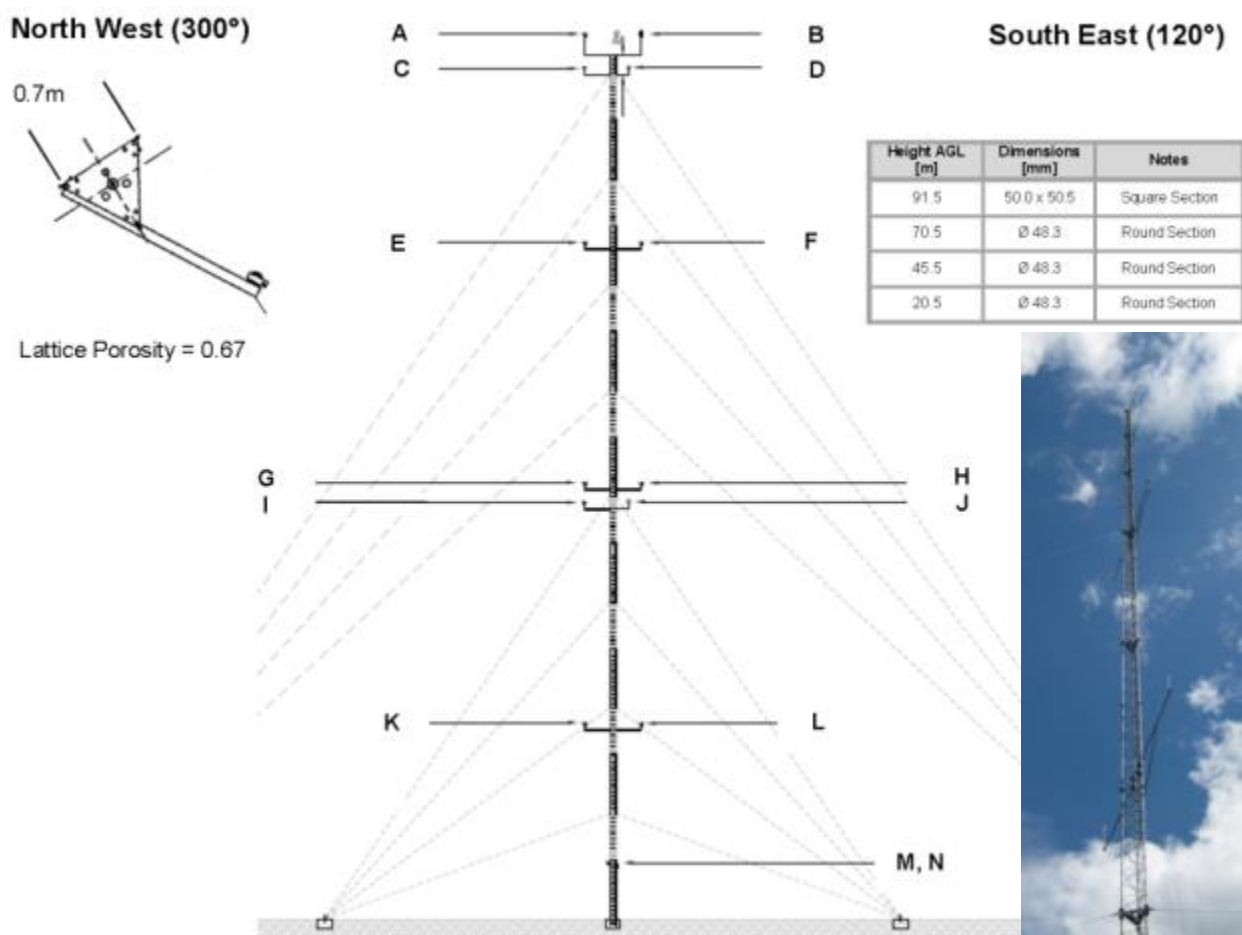 North West (300°)
A
B
South East (120°)
C
D
0.7m
Height AGL [m] Dimensions [mm] Notes
91.5 50.0 x 50.5 Square Section
70.5 Ø 48.3 Round Section
45.5 Ø 48.3 Round Section
20.5 Ø 48.3 Round Section
E
F
Lattice Porosity = 0.67
G
H
I
J
K
L
M, N